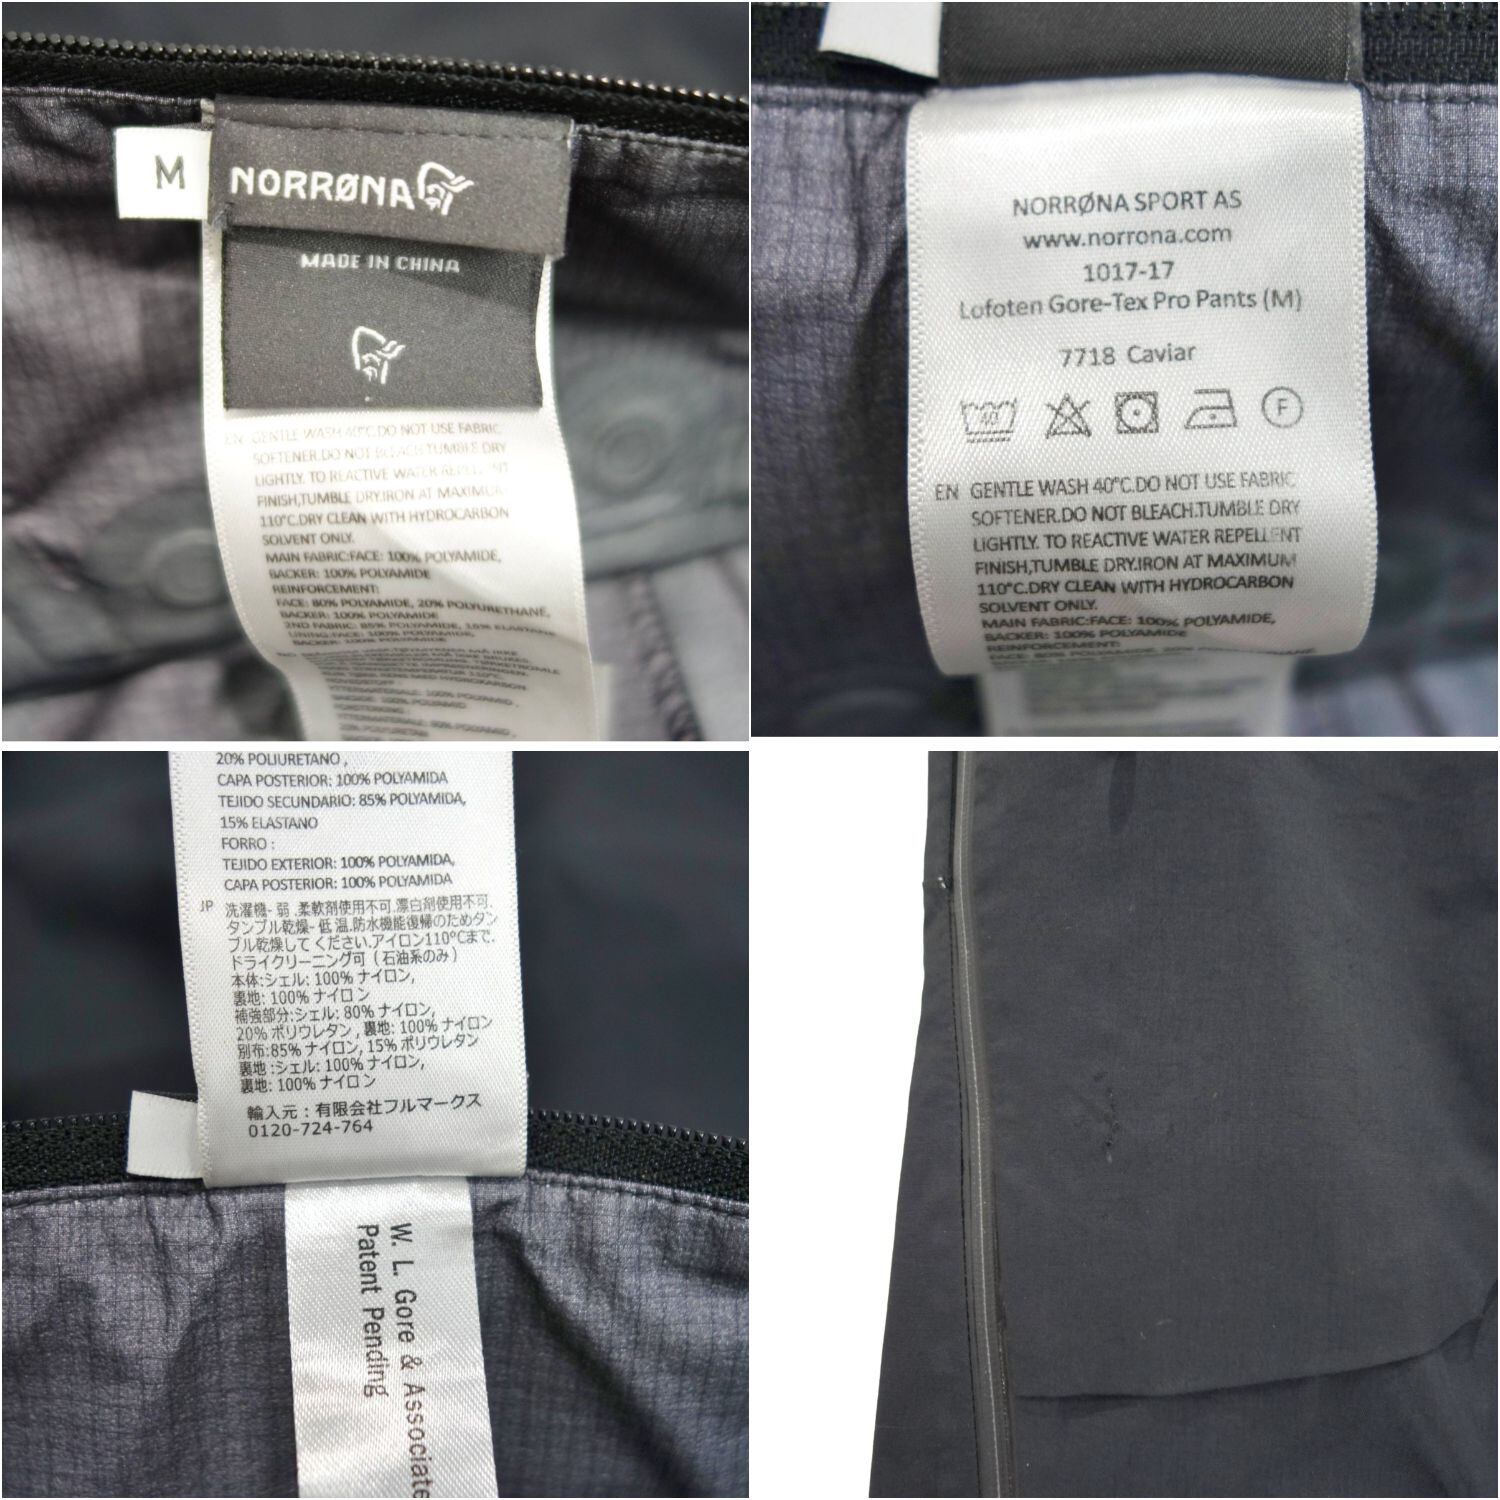 M
NORRØNA
MADE IN CHINA
EN GENTLE WASH 40°C.DO NOT USE FABRIC
SOFTENER.DO NOT BLEACH.TUMBLE DRY
LIGHTLY. TO REACTIVE WATER REPELLENT
FINISH,TUMBLE DRY.IRON AT MAXIMUM
110°C.DRY CLEAN WITH HYDROCARBON
SOLVENT ONLY.
MAIN FABRIC:FACE: 100% POLYAMIDE,
BACKER: 100% POLYAMIDE
REINFORCEMENT:
FACE: 80% POLYAMIDE, 20% POLYURETHANE,
BACKER: 100% POLYAMIDE
2ND FABRIC: 85% POLYAMIDE, 15% ELASTANE
LINING:FACE: 100% POLYAMIDE,
BACKER: 100% POLYAMIDE
NORRØNA SPORT AS
www.norrona.com
1017-17
Lofoten Gore-Tex Pro Pants (M)
7718 Caviar
40
F
EN GENTLE WASH 40°C.DO NOT USE FABRIC
SOFTENER.DO NOT BLEACH.TUMBLE DRY
LIGHTLY. TO REACTIVE WATER REPELLENT
FINISH,TUMBLE DRY.IRON AT MAXIMUM
110°C.DRY CLEAN WITH HYDROCARBON
SOLVENT ONLY.
MAIN FABRIC:FACE: 100% POLYAMIDE,
BACKER: 100% POLYAMIDE
REINFORCEMENT:
20% POLIURETANO ,
CAPA POSTERIOR: 100% POLYAMIDA
TEJIDO SECUNDARIO: 85% POLYAMIDA,
15% ELASTANO
FORRO :
TEJIDO EXTERIOR: 100% POLYAMIDA,
CAPA POSTERIOR: 100% POLYAMIDA
JP 洗濯機- 弱 .柔軟剤使用不可.漂白剤使用不可.
タンブル乾燥- 低 温.防水機能復帰のためタン
ブル乾燥して ください.アイロン110°Cまで.
ドライクリーニング可 ( 石油系のみ )
本体:シェル: 100% ナイロン,
裏地: 100% ナイロン
補強部分:シェル: 80% ナイロン,
20% ポリウレタン , 裏地: 100% ナイロン
別布:85% ナイロン, 15% ポリウレタン
裏地 :シェル: 100% ナイロン,
裏地: 100% ナイロン
輸入元 : 有限会社フルマークス
0120-724-764
W. L. Gore & Associate
Patent Pending